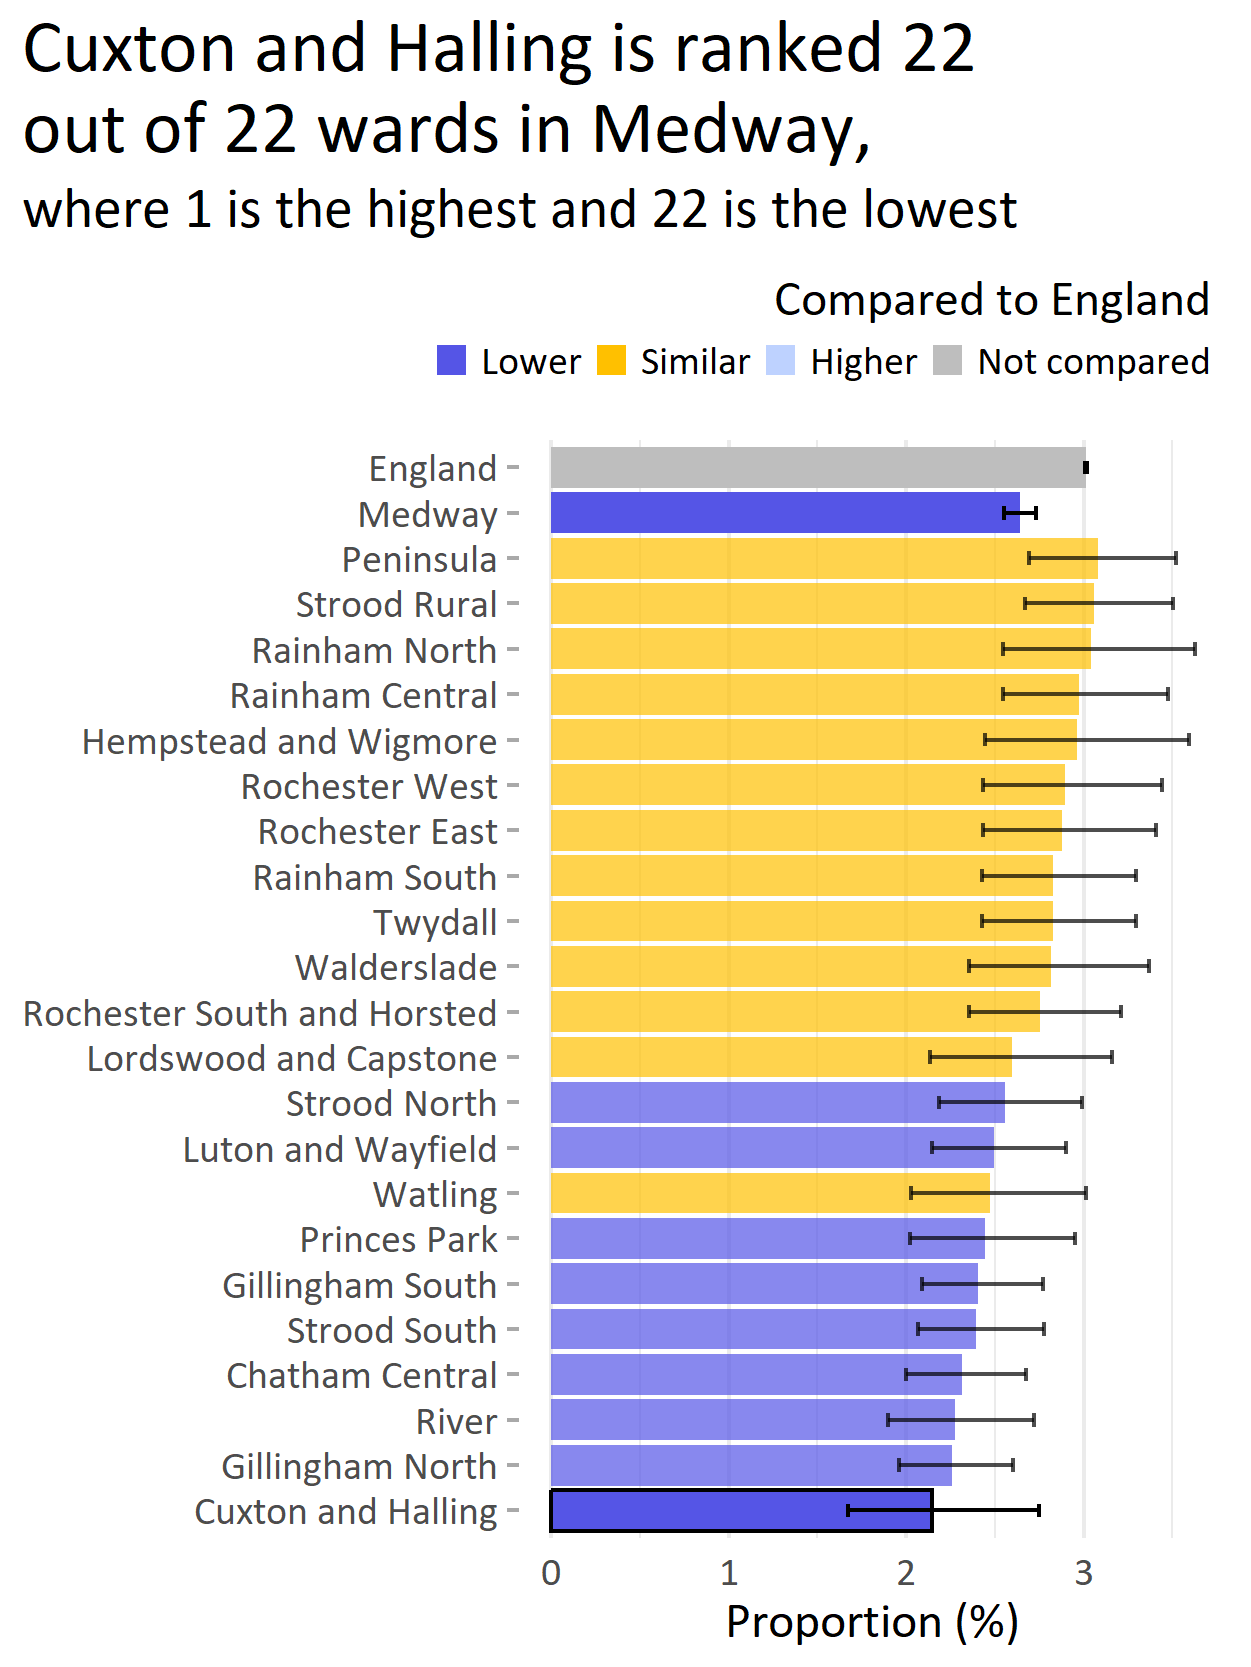 Cuxton and Halling is ranked 22
out of 22 wards in Medway,
where 1 is the highest and 22 is the lowest
Compared to England
Lower Similar Higher Not compared
England
Medway
Peninsula
Strood Rural
Rainham North
Rainham Central
Hempstead and Wigmore
Rochester West
Rochester East
Rainham South
Twydall
Walderslade
Rochester South and Horsted
Lordswood and Capstone
Strood North
Luton and Wayfield
Watling
Princes Park
Gillingham South
Strood South
Chatham Central
River
Gillingham North
Cuxton and Halling
0 1 2 3
Proportion (%)